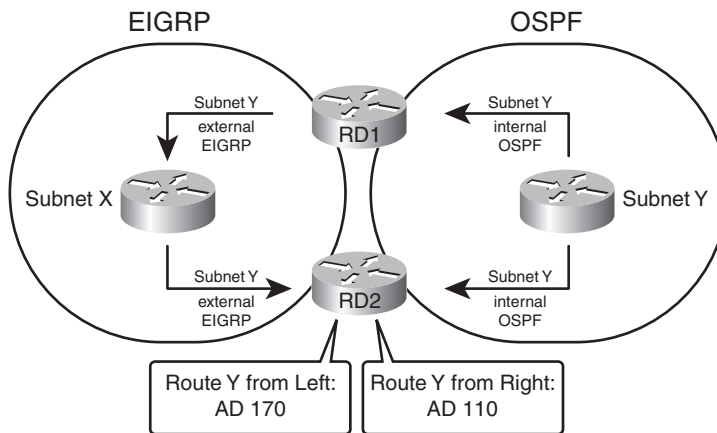 EIGRP
OSPF
Subnet Y
external
EIGRP
RD1
Subnet Y
internal
OSPF
Subnet X
Subnet Y
Subnet Y
external
EIGRP
RD2
Subnet Y
internal
OSPF
Route Y from Left:
AD 170
Route Y from Right:
AD 110